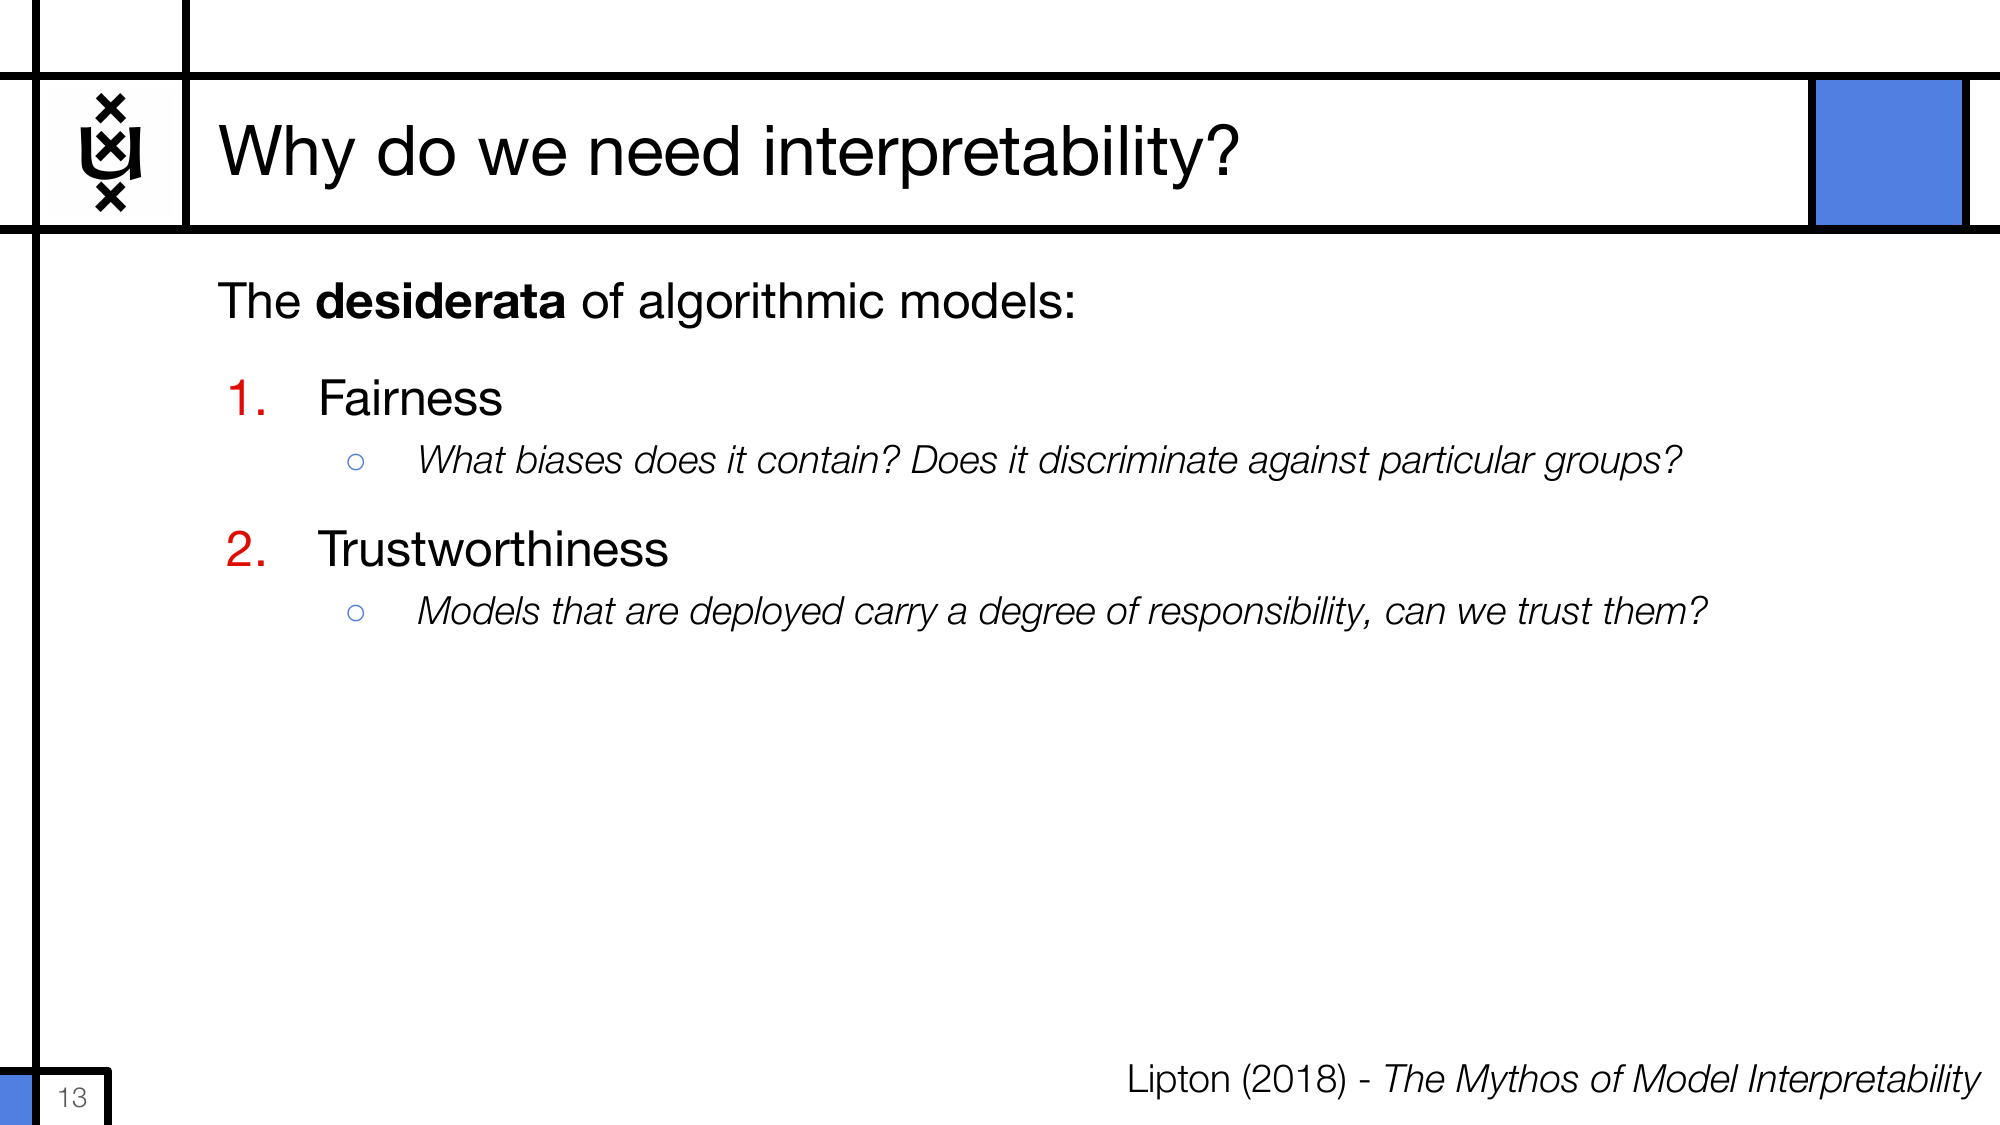 Why do we need interpretability?
The desiderata of algorithmic models:
1. Fairness
○ What biases does it contain? Does it discriminate against particular groups?
2. Trustworthiness
○ Models that are deployed carry a degree of responsibility, can we trust them?
Lipton (2018) - The Mythos of Model Interpretability
13